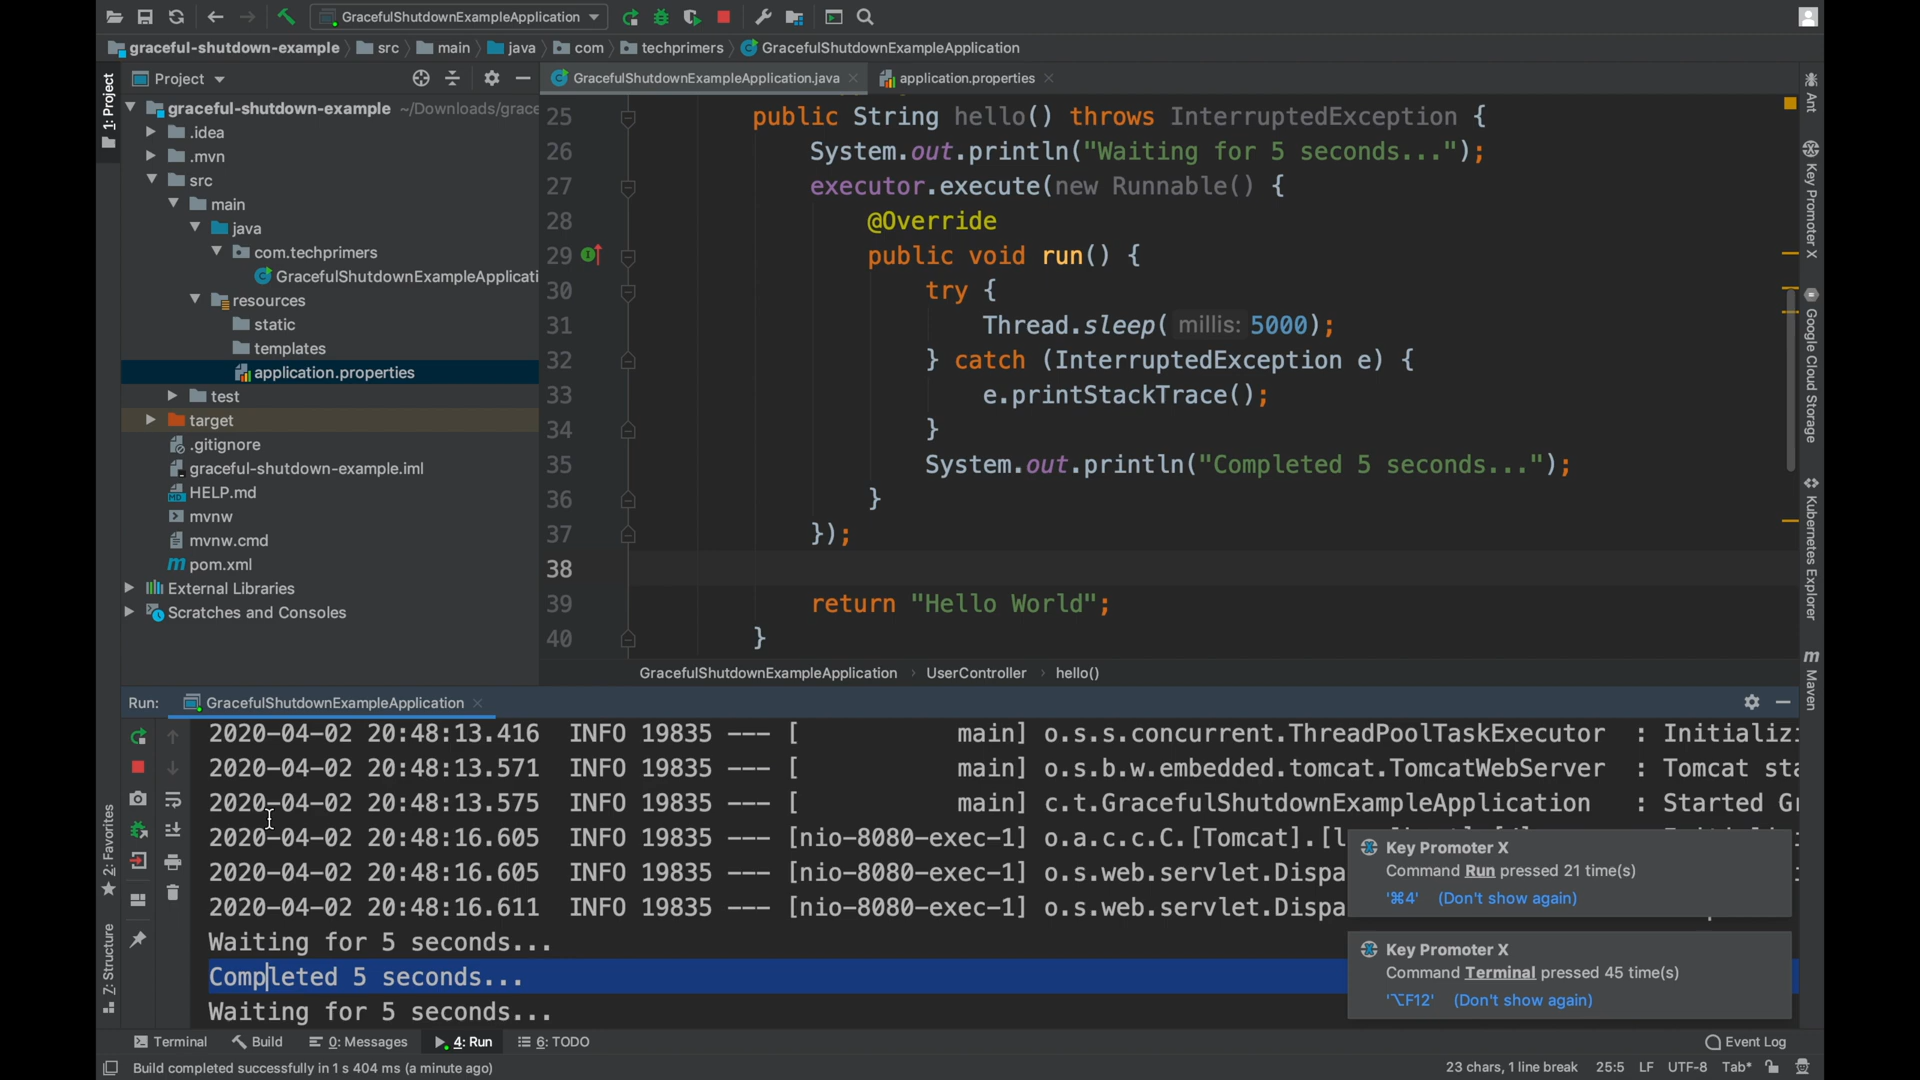 GracefulShutdownExampleApplication
graceful-shutdown-example src main java com techprimers GracefulShutdownExampleApplication
1: Project
Project
graceful-shutdown-example ~/Downloads/grace
.idea
.mvn
src
main
java
com.techprimers
GracefulShutdownExampleApplicati
resources
static
templates
application.properties
test
target
.gitignore
graceful-shutdown-example.iml
HELP.md
mvnw
mvnw.cmd
pom.xml
External Libraries
Scratches and Consoles
GracefulShutdownExampleApplication.java application.properties
25 public String hello() throws InterruptedException {
26 System.out.println("Waiting for 5 seconds...");
27 executor.execute(new Runnable() {
28 @Override
29 public void run() {
30 try {
31 Thread.sleep( millis: 5000);
32 } catch (InterruptedException e) {
33 e.printStackTrace();
34 }
35 System.out.println("Completed 5 seconds...");
36 }
37 });
38
39 return "Hello World";
40 }
GracefulShutdownExampleApplication UserController hello()
Ant
Key Promoter X
Google Cloud Storage
Kubernetes Explorer
Maven
Run: GracefulShutdownExampleApplication
2020-04-02 20:48:13.416 INFO 19835 --- [ main] o.s.s.concurrent.ThreadPoolTaskExecutor : Initializi
2020-04-02 20:48:13.571 INFO 19835 --- [ main] o.s.b.w.embedded.tomcat.TomcatWebServer : Tomcat sta
2020-04-02 20:48:13.575 INFO 19835 --- [ main] c.t.GracefulShutdownExampleApplication : Started Gr
2020-04-02 20:48:16.605 INFO 19835 --- [nio-8080-exec-1] o.a.c.c.C.[Tomcat].[l
2020-04-02 20:48:16.605 INFO 19835 --- [nio-8080-exec-1] o.s.web.servlet.Dispa
2020-04-02 20:48:16.611 INFO 19835 --- [nio-8080-exec-1] o.s.web.servlet.Dispa
Waiting for 5 seconds...
Completed 5 seconds...
Waiting for 5 seconds...
Key Promoter X
Command Run pressed 21 time(s)
'⌘4' (Don't show again)
Key Promoter X
Command Terminal pressed 45 time(s)
'⌥F12' (Don't show again)
2: Favorites
Z: Structure
Terminal Build 0: Messages 4: Run 6: TODO Event Log
Build completed successfully in 1 s 404 ms (a minute ago) 23 chars, 1 line break 25:5 LF UTF-8 Tab*